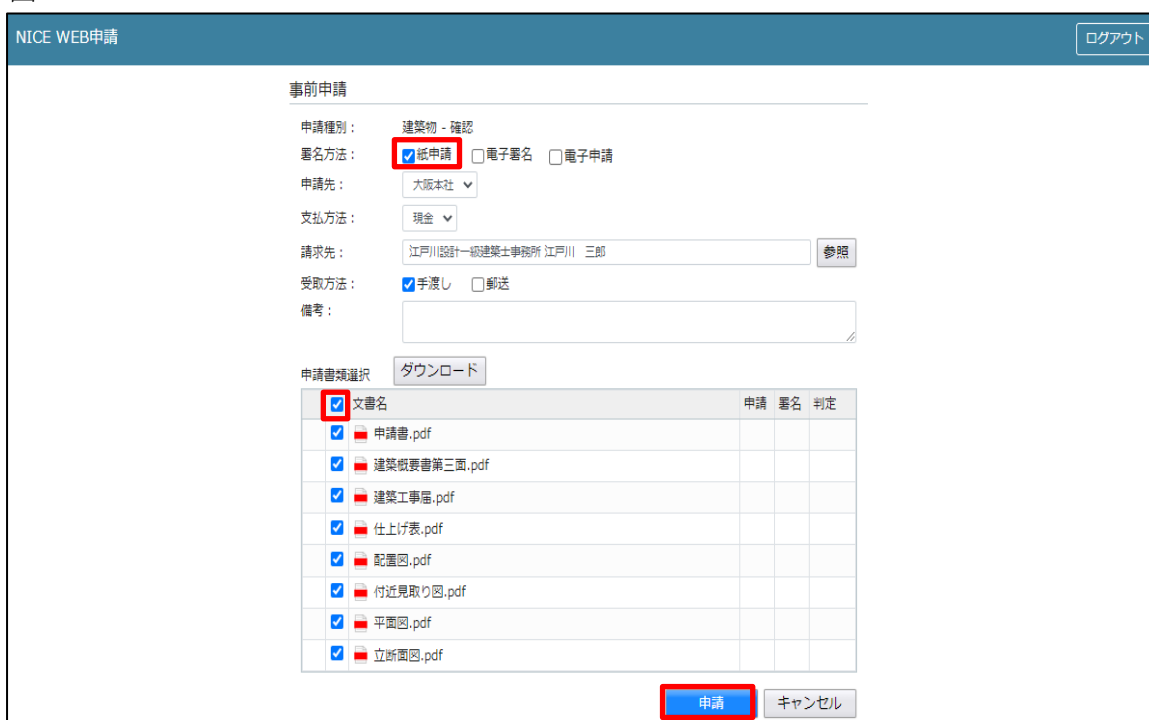 NICE WEB申請 ログアウト
事前申請
申請種別： 建築物 - 確認
署名方法： 紙申請 電子署名 電子申請
申請先： 大阪本社
支払方法： 現金
請求先： 江戸川設計一級建築士事務所 江戸川　三郎 参照
受取方法： 手渡し 郵送
備考：
申請書類選択 ダウンロード
文書名 申請 署名 判定
申請書.pdf
建築概要書第三面.pdf
建築工事届.pdf
仕上げ表.pdf
配置図.pdf
付近見取り図.pdf
平面図.pdf
立断面図.pdf
申請 キャンセル